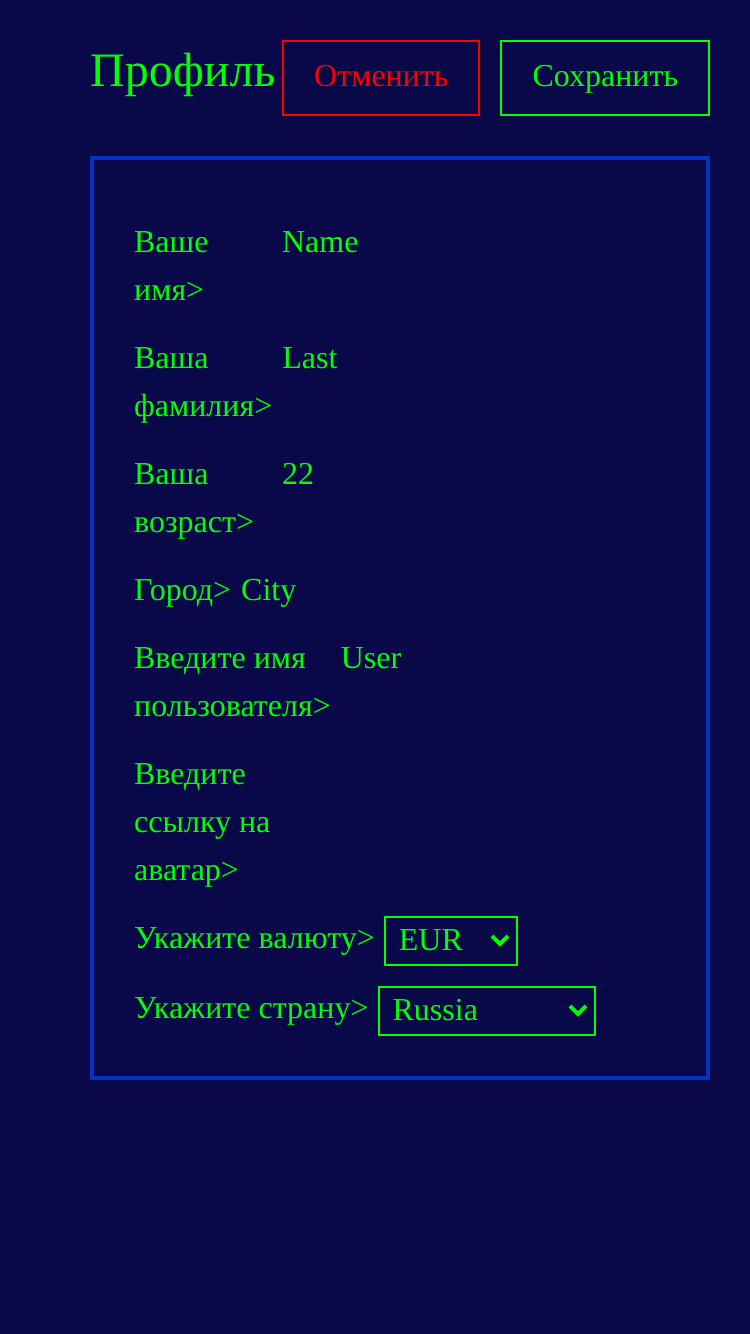 Профиль Отменить Сохранить
Ваше Name
имя>
Ваша Last
фамилия>
Ваша 22
возраст>
Город> City
Введите имя User
пользователя>
Введите
ссылку на
аватар>
Укажите валюту> EUR
Укажите страну> Russia